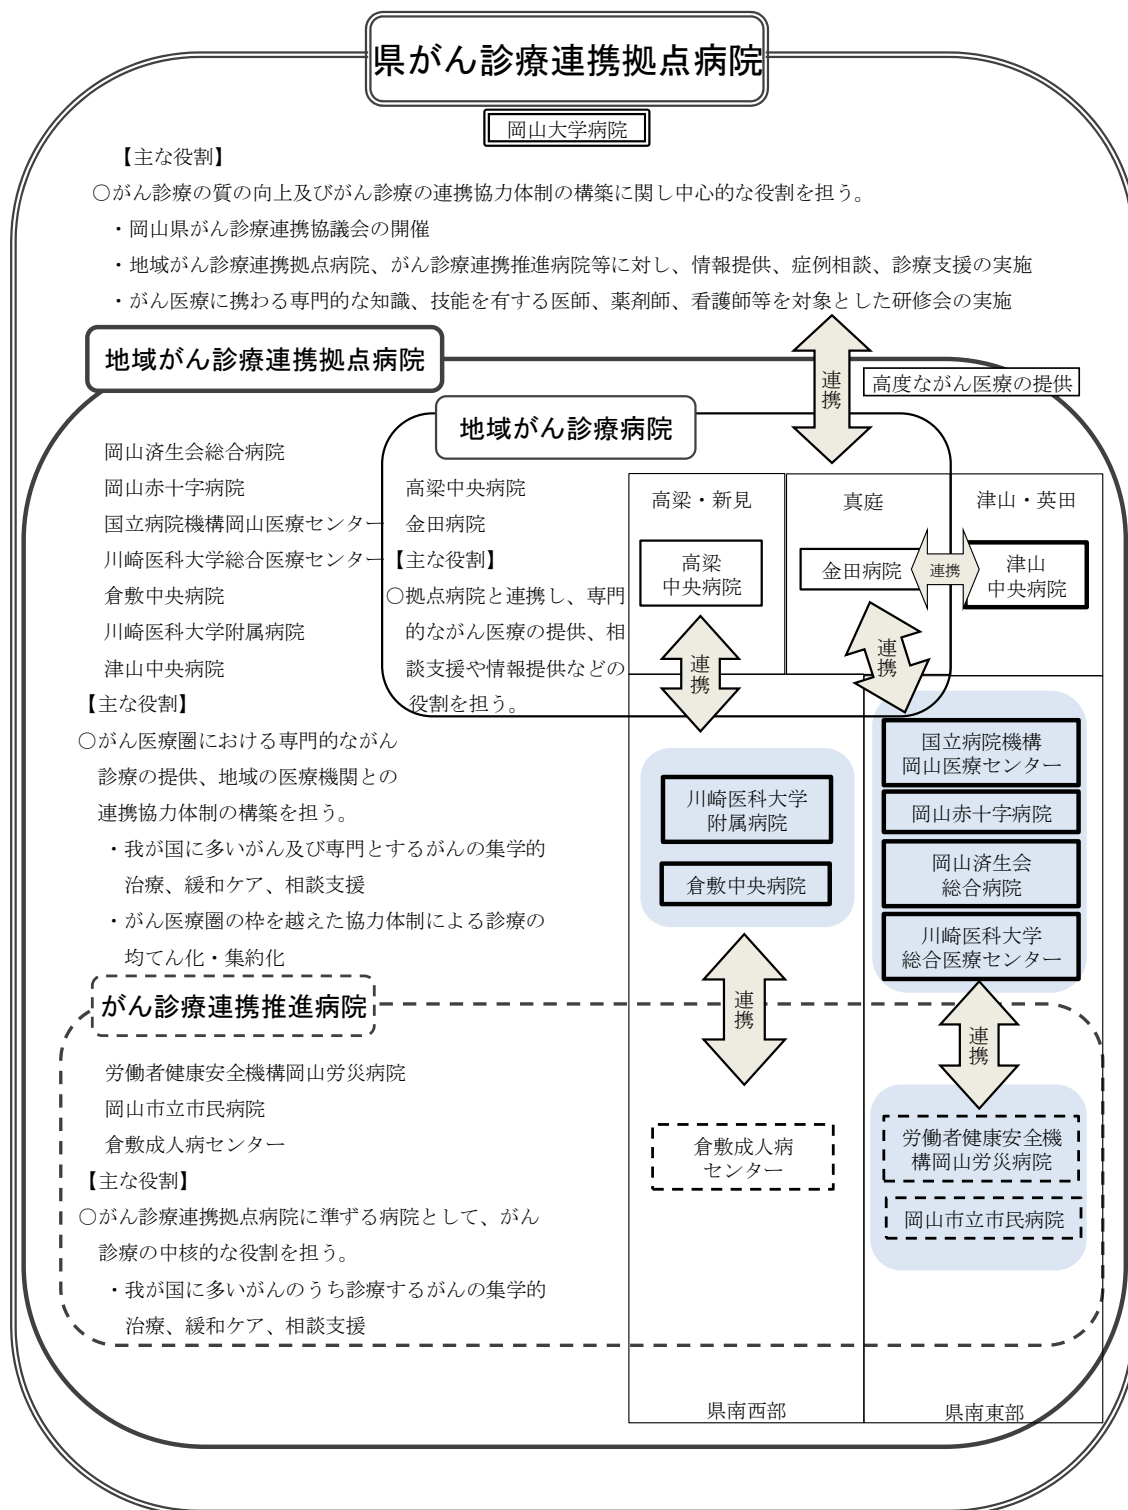 県がん診療連携拠点病院
岡山大学病院
【主な役割】
○がん診療の質の向上及びがん診療の連携協力体制の構築に関し中心的な役割を担う。
・岡山県がん診療連携協議会の開催
・地域がん診療連携拠点病院、がん診療連携推進病院等に対し、情報提供、症例相談、診療支援の実施
・がん医療に携わる専門的な知識、技能を有する医師、薬剤師、看護師等を対象とした研修会の実施
連携
高度ながん医療の提供
地域がん診療連携拠点病院
岡山済生会総合病院
岡山赤十字病院
国立病院機構岡山医療センター
川崎医科大学総合医療センター
倉敷中央病院
川崎医科大学附属病院
津山中央病院
【主な役割】
○がん医療圏における専門的ながん
診療の提供、地域の医療機関との
連携協力体制の構築を担う。
・我が国に多いがん及び専門とするがんの集学的
治療、緩和ケア、相談支援
・がん医療圏の枠を越えた協力体制による診療の
均てん化・集約化
地域がん診療病院
高梁中央病院
金田病院
【主な役割】
○拠点病院と連携し、専門
的ながん医療の提供、相
談支援や情報提供などの
役割を担う。
高梁・新見
高梁
中央病院
連携
真庭
金田病院
連携
津山・英田
津山
中央病院
連携
川崎医科大学
附属病院
倉敷中央病院
連携
国立病院機構
岡山医療センター
岡山赤十字病院
岡山済生会
総合病院
川崎医科大学
総合医療センター
連携
がん診療連携推進病院
労働者健康安全機構岡山労災病院
岡山市立市民病院
倉敷成人病センター
【主な役割】
○がん診療連携拠点病院に準ずる病院として、がん
診療の中核的な役割を担う。
・我が国に多いがんのうち診療するがんの集学的
治療、緩和ケア、相談支援
倉敷成人病
センター
労働者健康安全機
構岡山労災病院
岡山市立市民病院
県南西部
県南東部